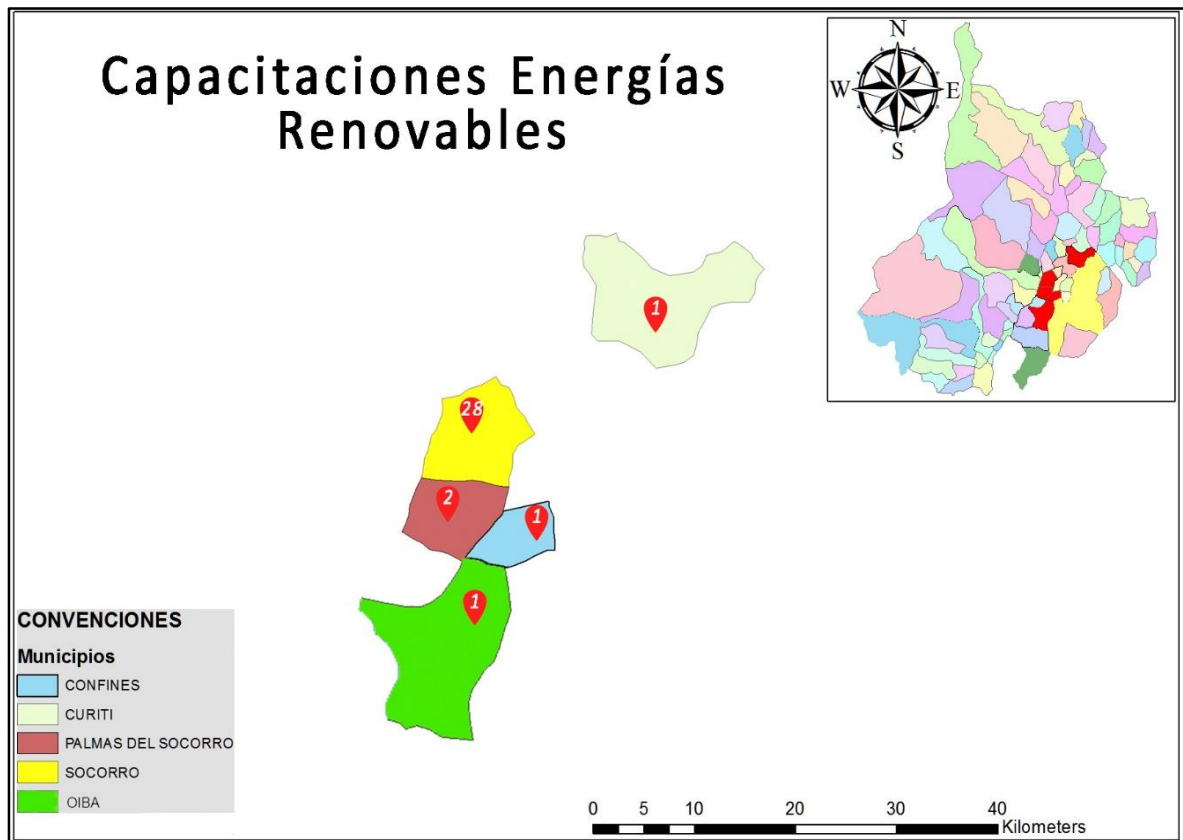 Capacitaciones Energías
Renovables
N
W
E
S
1
28
2
1
1
CONVENCIONES
Municipios
CONFINES
CURITI
PALMAS DEL SOCORRO
SOCORRO
OIBA
0 5 10 20 30 40
Kilometers